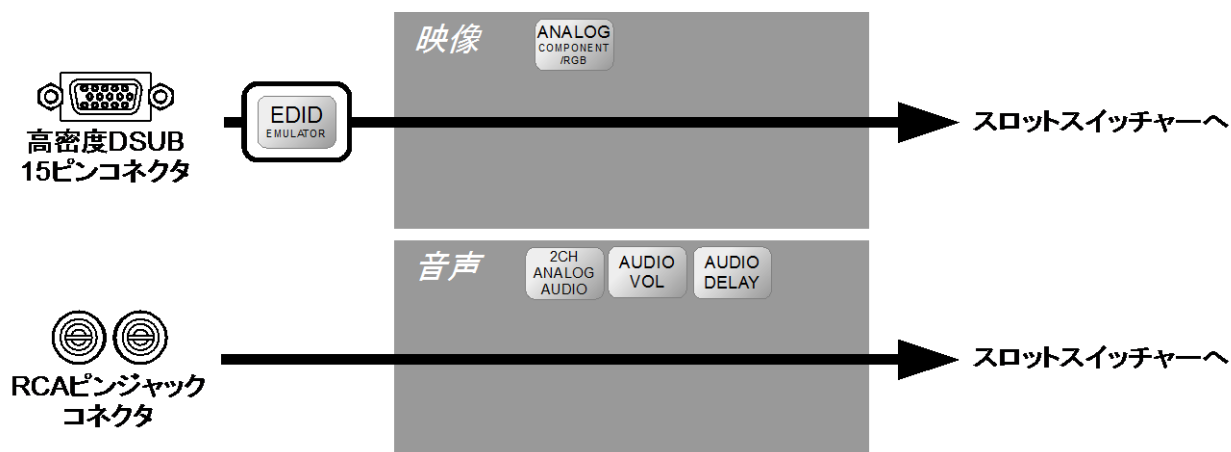 映像
ANALOG
COMPONENT
/RGB
高密度DSUB
15ピンコネクタ
EDID
EMULATOR
スロットスイッチャーへ
音声
2CH
ANALOG
AUDIO
AUDIO
VOL
AUDIO
DELAY
RCAピンジャック
コネクタ
スロットスイッチャーへ